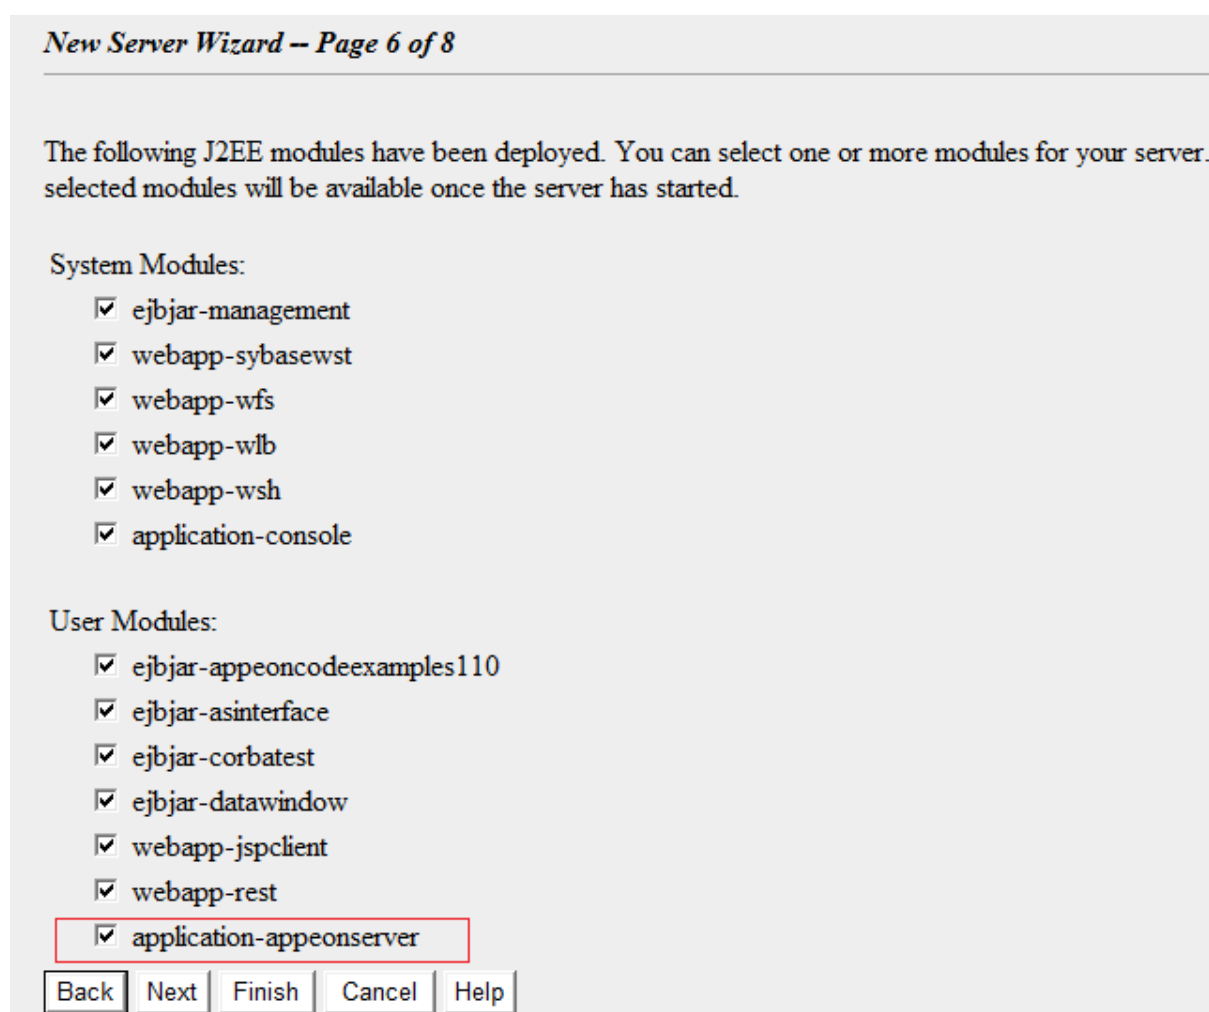 New Server Wizard -- Page 6 of 8
The following J2EE modules have been deployed. You can select one or more modules for your server.
selected modules will be available once the server has started.
System Modules:
ejbjar-management
webapp-sybasewst
webapp-wfs
webapp-wlb
webapp-wsh
application-console
User Modules:
ejbjar-appeoncodeexamples110
ejbjar-asinterface
ejbjar-corbatest
ejbjar-datawindow
webapp-jspclient
webapp-rest
application-appeonserver
Back Next Finish Cancel Help